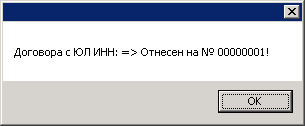 Договора с ЮЛ ИНН: => Отнесен на № 00000001!
OK